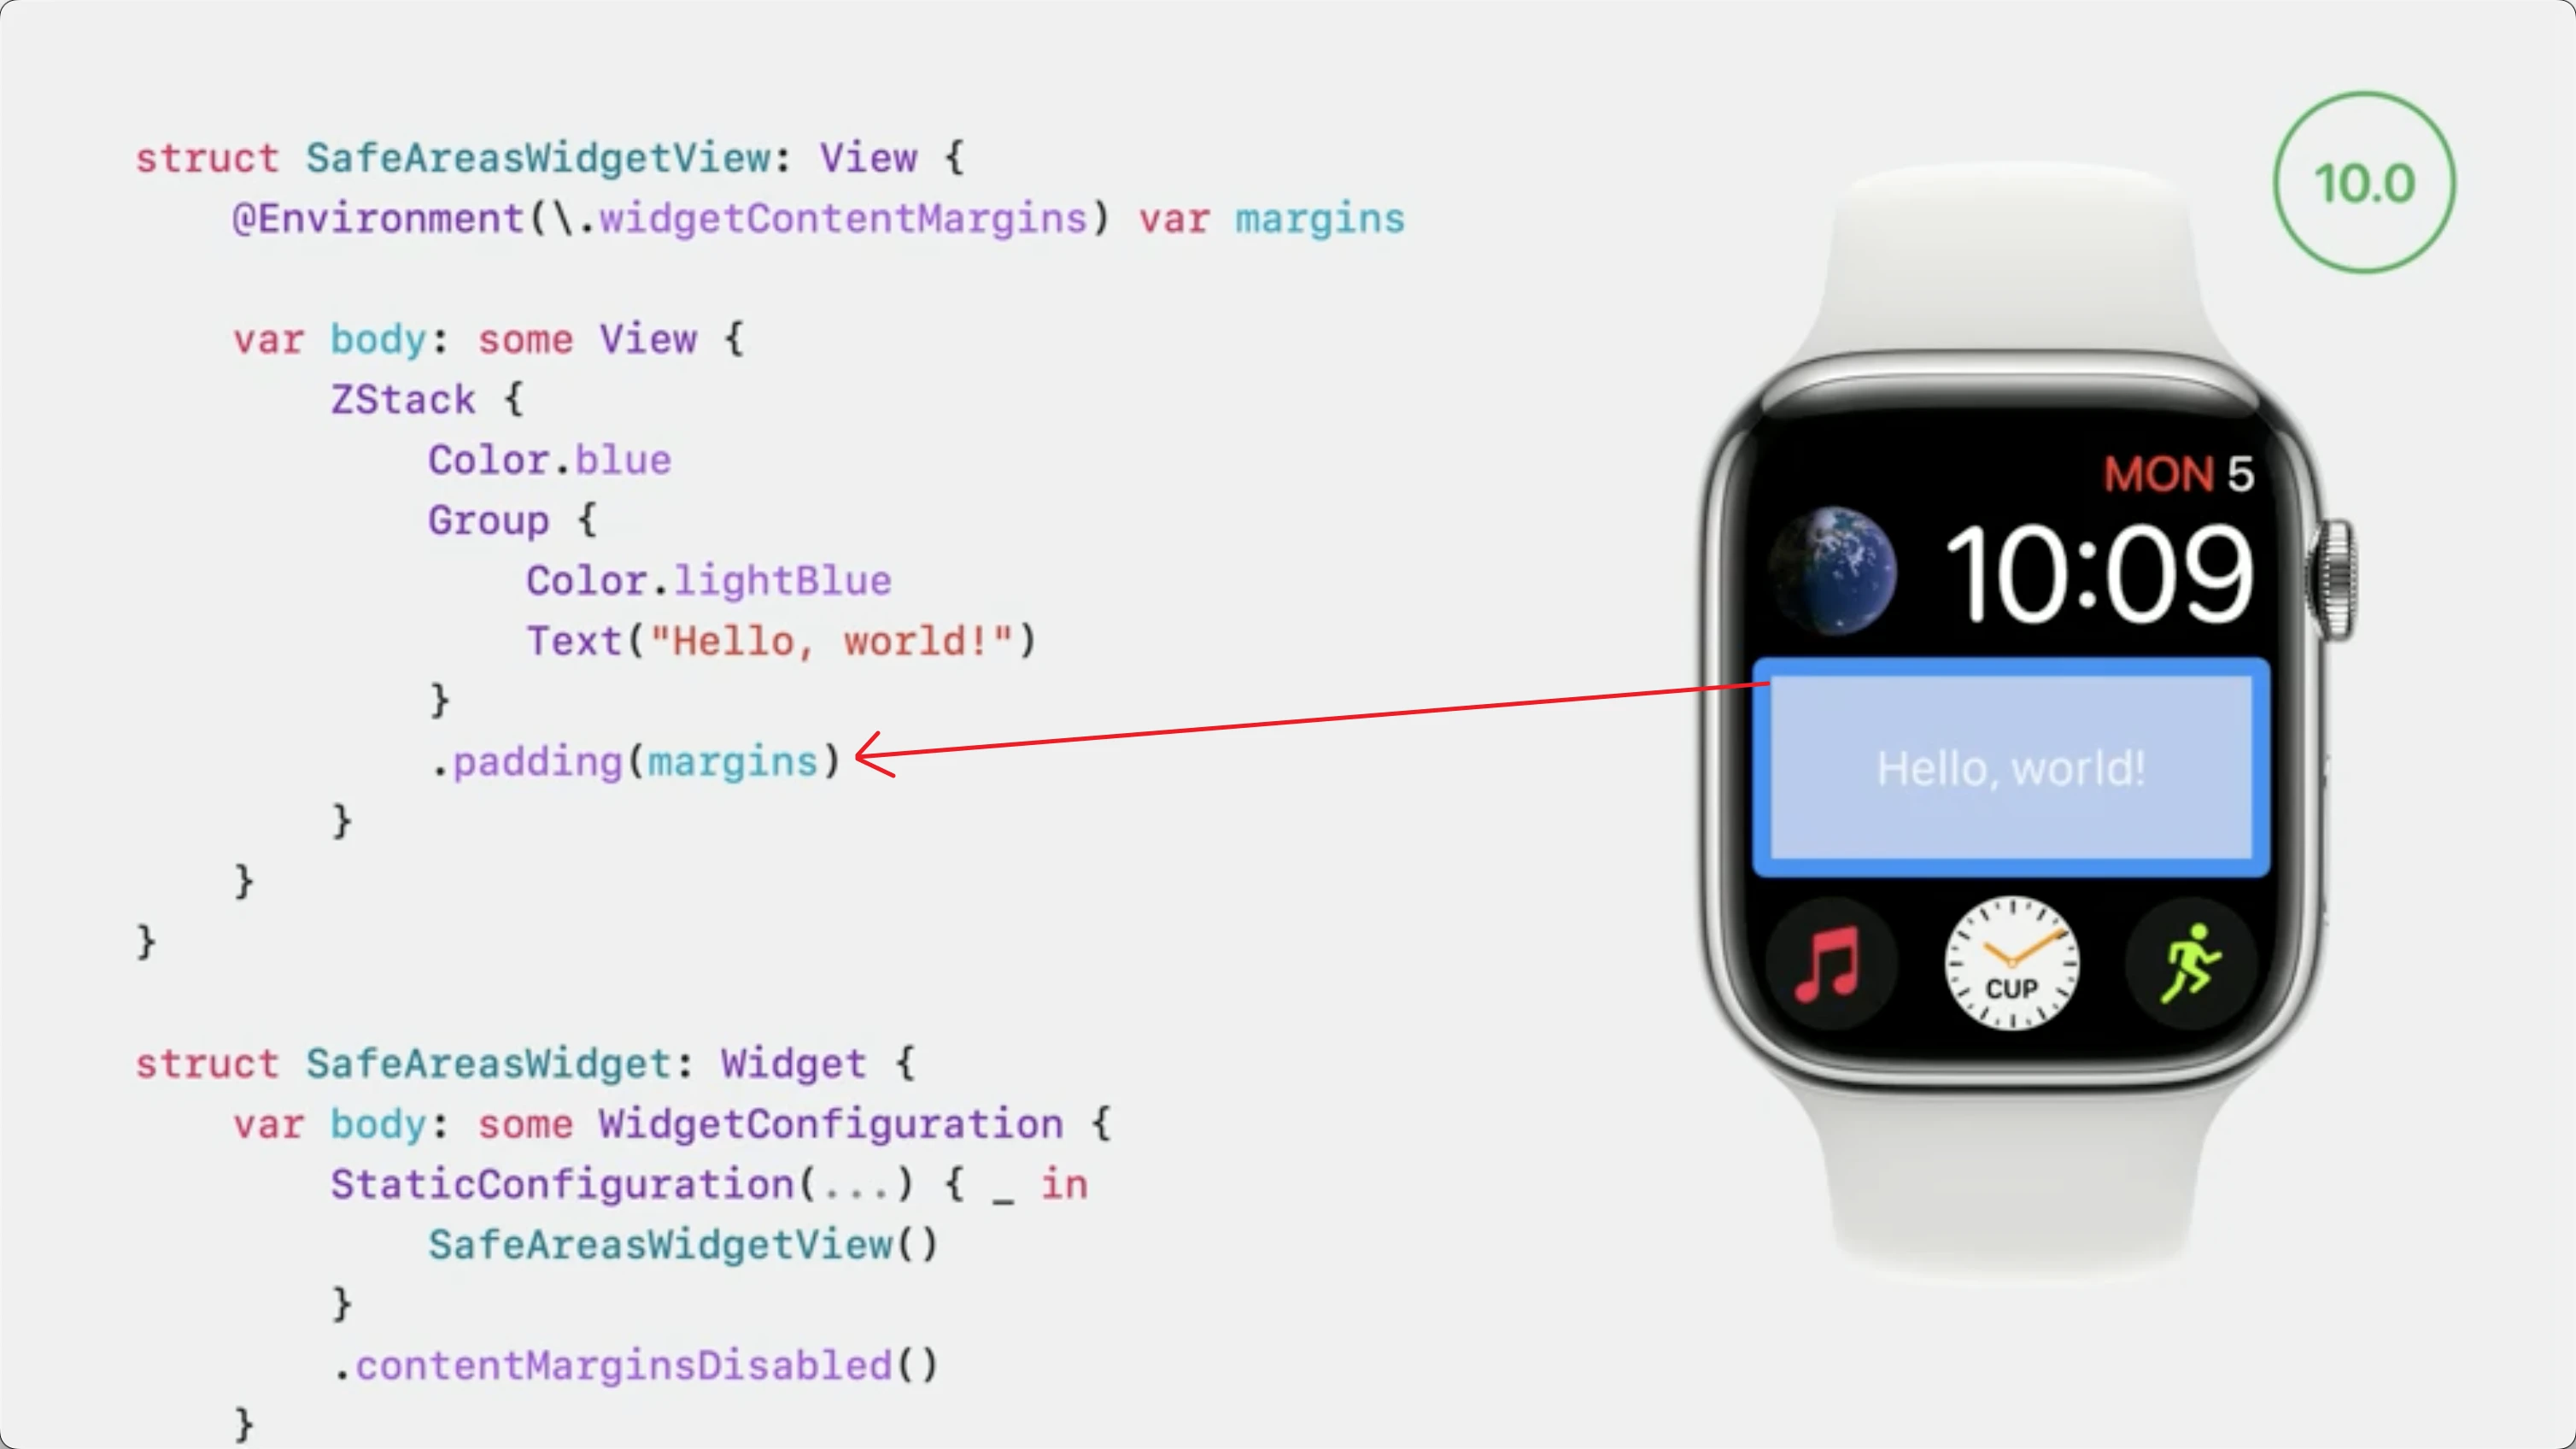 struct SafeAreasWidgetView: View {
@Environment(\.widgetContentMargins) var margins
var body: some View {
ZStack {
Color.blue
Group {
Color.lightBlue
Text("Hello, world!")
}
.padding(margins)
}
}
}
struct SafeAreasWidget: Widget {
var body: some WidgetConfiguration {
StaticConfiguration(...) { _ in
SafeAreasWidgetView()
}
.contentMarginsDisabled()
}
10.0
MON 5
10:09
Hello, world!
CUP